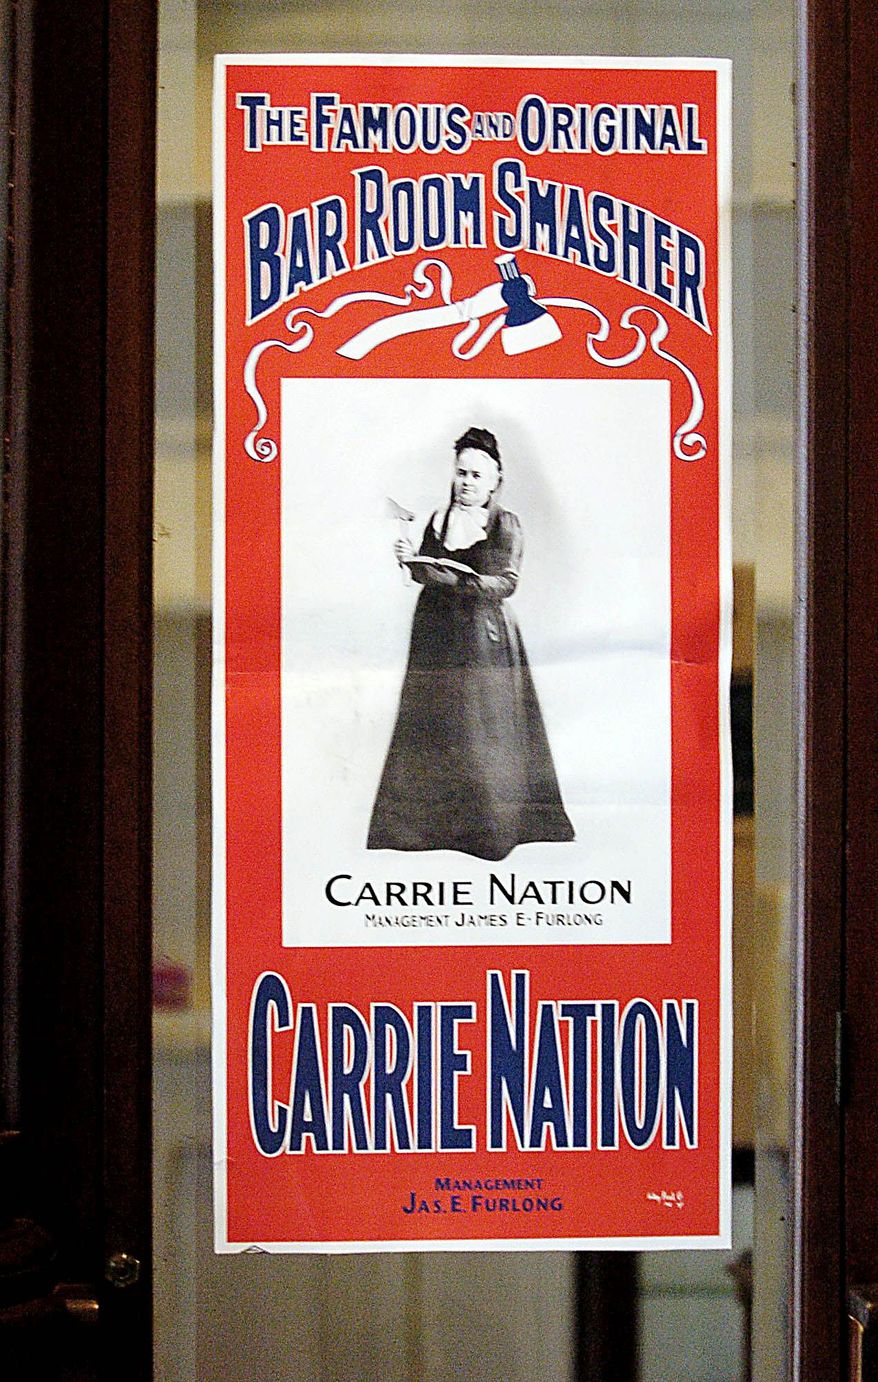 THE FAMOUS AND ORIGINAL
BAR ROOM SMASHER
CARRIE NATION
MANAGEMENT JAMES E. FURLONG
CARRIE NATION
MANAGEMENT
JAS. E. FURLONG